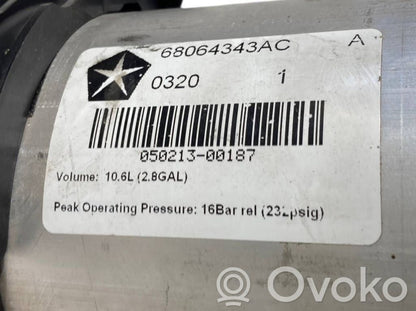 68064343AC A
0320 1
050213-00187
Volume: 10.6L (2.8GAL)
Peak Operating Pressure: 16Bar rel (232psig)
Ovoko